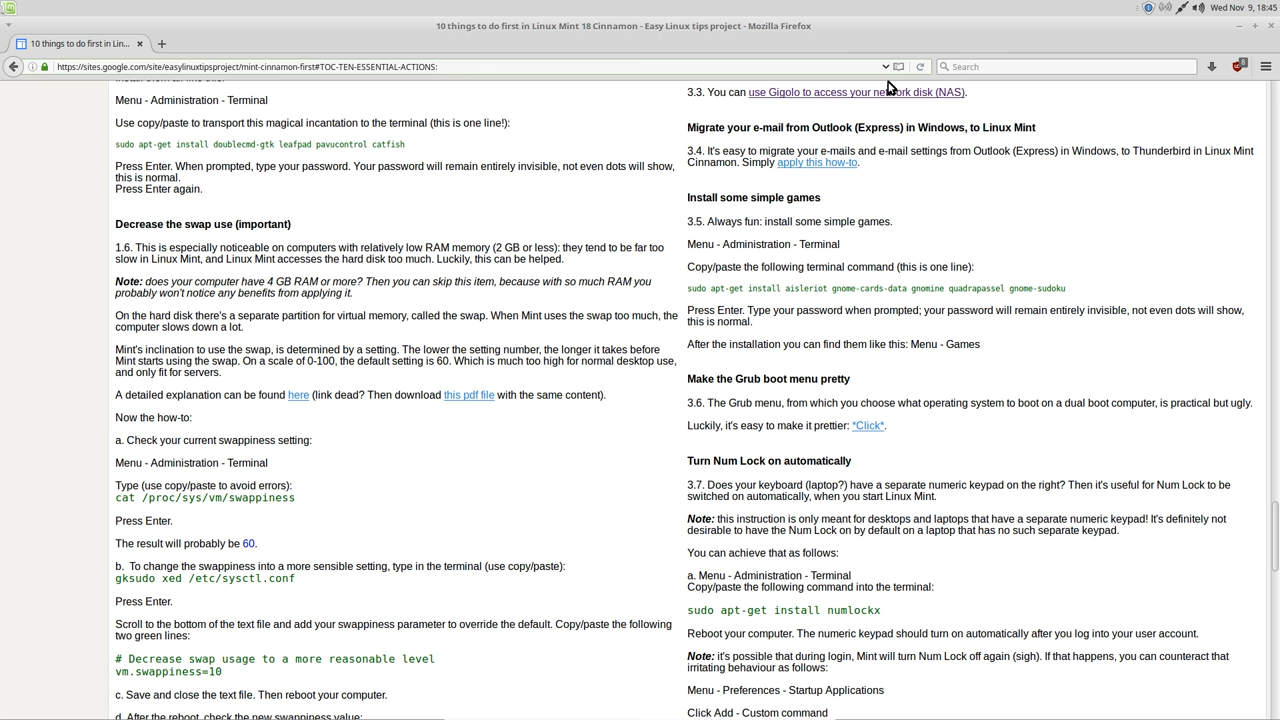 Wed Nov 9, 18:45
10 things to do first in Linux Mint 18 Cinnamon - Easy Linux tips project - Mozilla Firefox
10 things to do first in Lin...
https://sites.google.com/site/easylinuxtipsproject/mint-cinnamon-first#TOC-TEN-ESSENTIAL-ACTIONS:
Search
8
Menu - Administration - Terminal
Use copy/paste to transport this magical incantation to the terminal (this is one line!):
sudo apt-get install doublecmd-gtk leafpad pavucontrol catfish
Press Enter. When prompted, type your password. Your password will remain entirely invisible, not even dots will show,
this is normal.
Press Enter again.
Decrease the swap use (important)
1.6. This is especially noticeable on computers with relatively low RAM memory (2 GB or less): they tend to be far too
slow in Linux Mint, and Linux Mint accesses the hard disk too much. Luckily, this can be helped.
Note: does your computer have 4 GB RAM or more? Then you can skip this item, because with so much RAM you
probably won't notice any benefits from applying it.
On the hard disk there's a separate partition for virtual memory, called the swap. When Mint uses the swap too much, the
computer slows down a lot.
Mint's inclination to use the swap, is determined by a setting. The lower the setting number, the longer it takes before
Mint starts using the swap. On a scale of 0-100, the default setting is 60. Which is much too high for normal desktop use,
and only fit for servers.
A detailed explanation can be found here (link dead? Then download this pdf file with the same content).
Now the how-to:
a. Check your current swappiness setting:
Menu - Administration - Terminal
Type (use copy/paste to avoid errors):
cat /proc/sys/vm/swappiness
Press Enter.
The result will probably be 60.
b. To change the swappiness into a more sensible setting, type in the terminal (use copy/paste):
gksudo xed /etc/sysctl.conf
Press Enter.
Scroll to the bottom of the text file and add your swappiness parameter to override the default. Copy/paste the following
two green lines:
# Decrease swap usage to a more reasonable level
vm.swappiness=10
c. Save and close the text file. Then reboot your computer.
d. After the reboot, check the new swappiness value:
3.3. You can use Gigolo to access your network disk (NAS).
Migrate your e-mail from Outlook (Express) in Windows, to Linux Mint
3.4. It's easy to migrate your e-mails and e-mail settings from Outlook (Express) in Windows, to Thunderbird in Linux Mint
Cinnamon. Simply apply this how-to.
Install some simple games
3.5. Always fun: install some simple games.
Menu - Administration - Terminal
Copy/paste the following terminal command (this is one line):
sudo apt-get install aisleriot gnome-cards-data gnomine quadrapassel gnome-sudoku
Press Enter. Type your password when prompted; your password will remain entirely invisible, not even dots will show,
this is normal.
After the installation you can find them like this: Menu - Games
Make the Grub boot menu pretty
3.6. The Grub menu, from which you choose what operating system to boot on a dual boot computer, is practical but ugly.
Luckily, it's easy to make it prettier: *Click*.
Turn Num Lock on automatically
3.7. Does your keyboard (laptop?) have a separate numeric keypad on the right? Then it's useful for Num Lock to be
switched on automatically, when you start Linux Mint.
Note: this instruction is only meant for desktops and laptops that have a separate numeric keypad! It's definitely not
desirable to have the Num Lock on by default on a laptop that has no such separate keypad.
You can achieve that as follows:
a. Menu - Administration - Terminal
Copy/paste the following command into the terminal:
sudo apt-get install numlockx
Reboot your computer. The numeric keypad should turn on automatically after you log into your user account.
Note: it's possible that during login, Mint will turn Num Lock off again (sigh). If that happens, you can counteract that
irritating behaviour as follows:
Menu - Preferences - Startup Applications
Click Add - Custom command